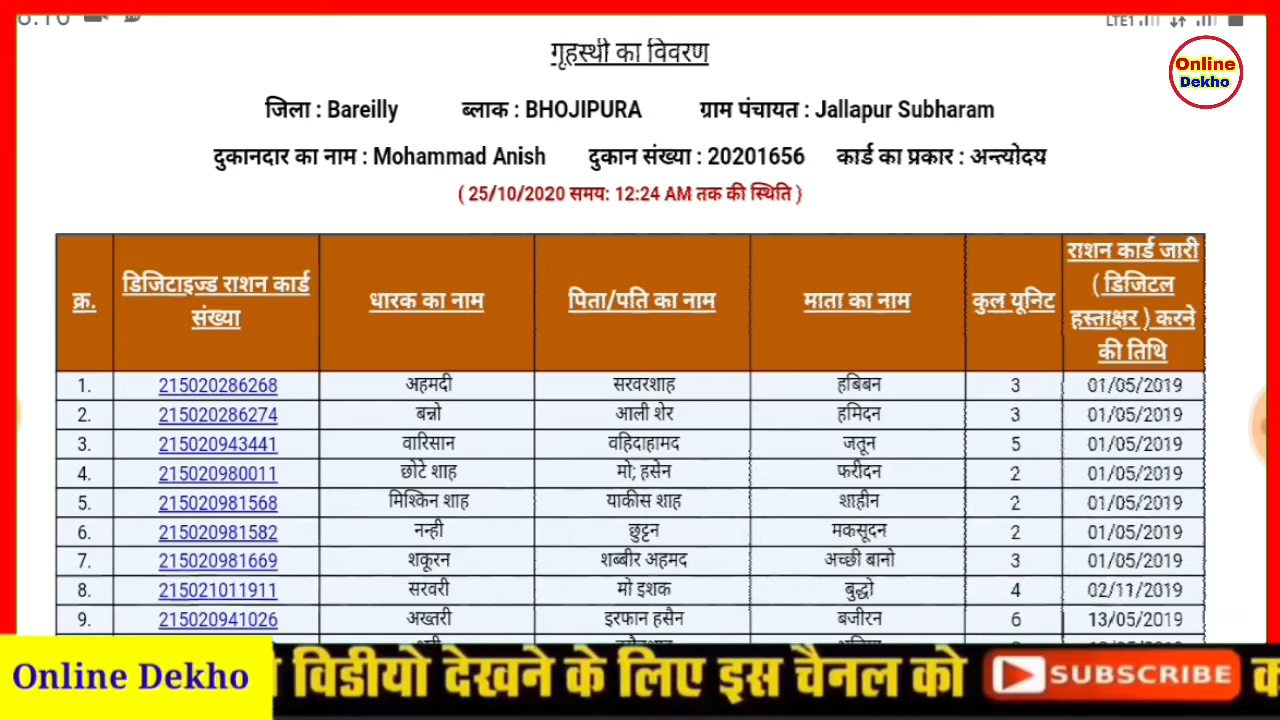 6:10
LTE1
गृहस्थी का विवरण
Online
Dekho
जिला : Bareilly ब्लाक : BHOJIPURA ग्राम पंचायत : Jallapur Subharam
दुकानदार का नाम : Mohammad Anish दुकान संख्या : 20201656 कार्ड का प्रकार : अन्त्योदय
( 25/10/2020 समय: 12:24 AM तक की स्थिति )
क्र. डिजिटाइज्ड राशन कार्ड संख्या धारक का नाम पिता/पति का नाम माता का नाम कुल यूनिट राशन कार्ड जारी ( डिजिटल हस्ताक्षर ) करने की तिथि
1. 215020286268 अहमदी सरवरशाह हबिबन 3 01/05/2019
2. 215020286274 बन्नो आली शेर हमिदन 3 01/05/2019
3. 215020943441 वारिसान वहिदाहामद जतून 5 01/05/2019
4. 215020980011 छोटे शाह मो; हसेन फरीदन 2 01/05/2019
5. 215020981568 मिश्किन शाह याकीस शाह शाहीन 2 01/05/2019
6. 215020981582 नन्ही छुट्टन मकसूदन 2 01/05/2019
7. 215020981669 शकूरन शब्बीर अहमद अच्छी बानो 3 01/05/2019
8. 215021011911 सरवरी मो इशक बुद्धो 4 02/11/2019
9. 215020941026 अख्तरी इरफान हसैन बजीरन 6 13/05/2019
Online Dekho विडीयो देखने के लिए इस चैनल को SUBSCRIBE